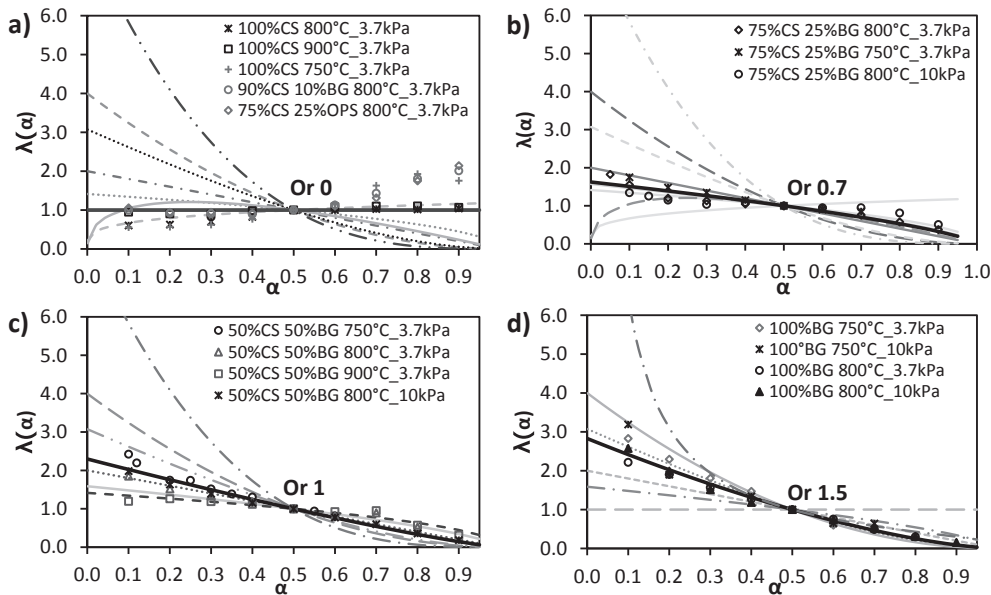 a)
λ(α)
6.0
5.0
4.0
3.0
2.0
1.0
0.0
100%CS 800°C_3.7kPa
100%CS 900°C_3.7kPa
100%CS 750°C_3.7kPa
90%CS 10%BG 800°C_3.7kPa
75%CS 25%OPS 800°C_3.7kPa
Or 0
0.0 0.1 0.2 0.3 0.4 0.5 0.6 0.7 0.8 0.9
α
b)
λ(α)
6.0
5.0
4.0
3.0
2.0
1.0
0.0
75%CS 25%BG 800°C_3.7kPa
75%CS 25%BG 750°C_3.7kPa
75%CS 25%BG 800°C_10kPa
Or 0.7
0.0 0.1 0.2 0.3 0.4 0.5 0.6 0.7 0.8 0.9 1.0
α
c)
λ(α)
6.0
5.0
4.0
3.0
2.0
1.0
0.0
50%CS 50%BG 750°C_3.7kPa
50%CS 50%BG 800°C_3.7kPa
50%CS 50%BG 900°C_3.7kPa
50%CS 50%BG 800°C_10kPa
Or 1
0.0 0.1 0.2 0.3 0.4 0.5 0.6 0.7 0.8 0.9
α
d)
λ(α)
6.0
5.0
4.0
3.0
2.0
1.0
0.0
100%BG 750°C_3.7kPa
100°BG 750°C_10kPa
100%BG 800°C_3.7kPa
100%BG 800°C_10kPa
Or 1.5
0.0 0.1 0.2 0.3 0.4 0.5 0.6 0.7 0.8 0.9
α